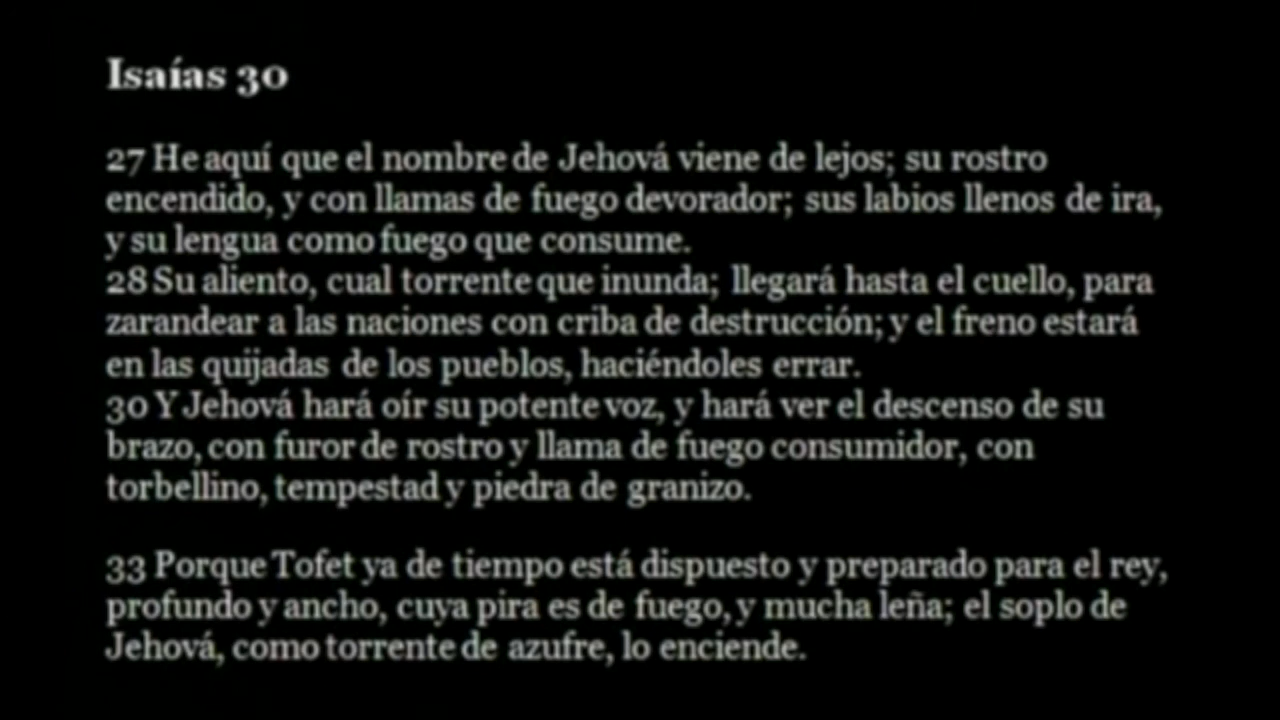 Isaías 30
27 He aquí que el nombre de Jehová viene de lejos; su rostro
encendido, y con llamas de fuego devorador; sus labios llenos de ira,
y su lengua como fuego que consume.
28 Su aliento, cual torrente que inunda; llegará hasta el cuello, para
zarandear a las naciones con criba de destrucción; y el freno estará
en las quijadas de los pueblos, haciéndoles errar.
30 Y Jehová hará oír su potente voz, y hará ver el descenso de su
brazo, con furor de rostro y llama de fuego consumidor, con
torbellino, tempestad y piedra de granizo.
33 Porque Tofet ya de tiempo está dispuesto y preparado para el rey,
profundo y ancho, cuya pira es de fuego, y mucha leña; el soplo de
Jehová, como torrente de azufre, lo enciende.